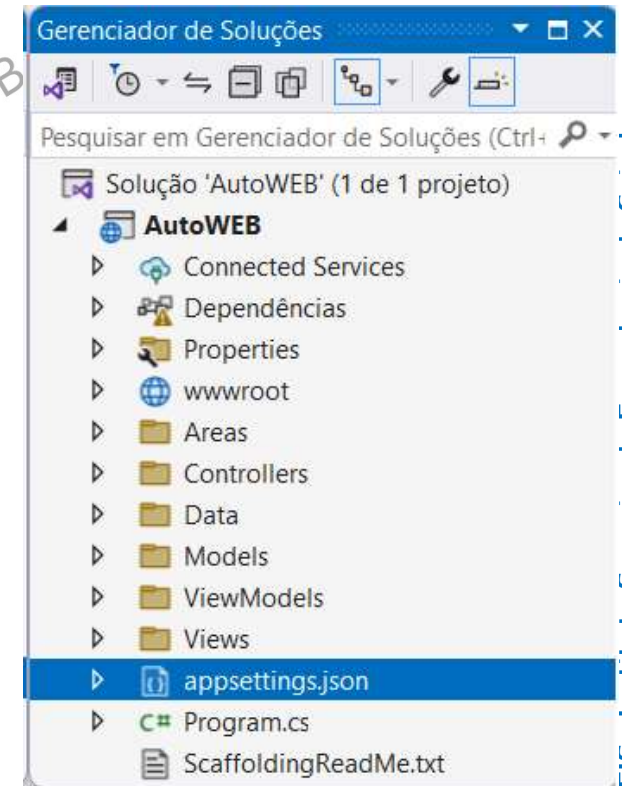 Gerenciador de Soluções
Pesquisar em Gerenciador de Soluções (Ctrl+
Solução 'AutoWEB' (1 de 1 projeto)
AutoWEB
Connected Services
Dependências
Properties
wwwroot
Areas
Controllers
Data
Models
ViewModels
Views
appsettings.json
C# Program.cs
ScaffoldingReadMe.txt